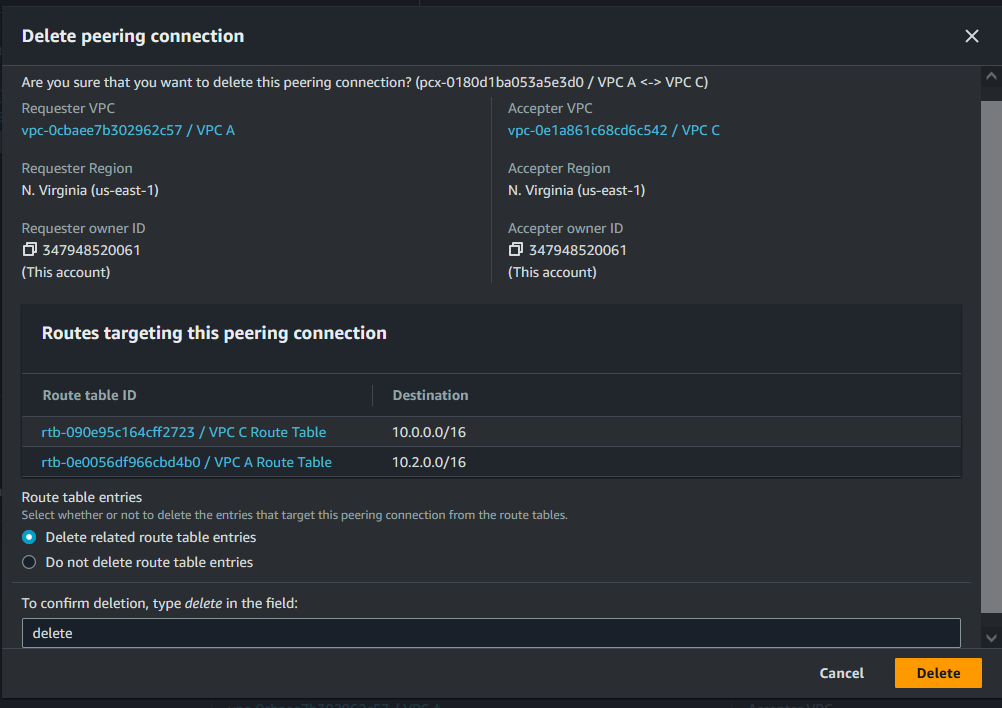 Delete peering connection
Are you sure that you want to delete this peering connection? (pcx-0180d1ba053a5e3d0 / VPC A <-> VPC C)
Requester VPC
vpc-0cbaee7b302962c57 / VPC A
Accepter VPC
vpc-0e1a861c68cd6c542 / VPC C
Requester Region
N. Virginia (us-east-1)
Accepter Region
N. Virginia (us-east-1)
Requester owner ID
347948520061
(This account)
Accepter owner ID
347948520061
(This account)
Routes targeting this peering connection
Route table ID Destination
rtb-090e95c164cff2723 / VPC C Route Table 10.0.0.0/16
rtb-0e0056df966cbd4b0 / VPC A Route Table 10.2.0.0/16
Route table entries
Select whether or not to delete the entries that target this peering connection from the route tables.
Delete related route table entries
Do not delete route table entries
To confirm deletion, type delete in the field:
delete
Cancel Delete